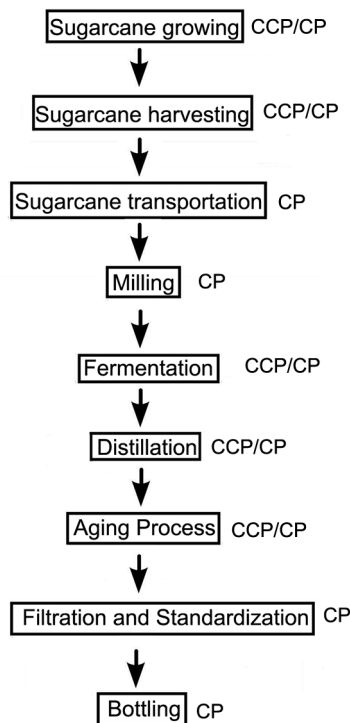 Sugarcane growing CCP/CP
Sugarcane harvesting CCP/CP
Sugarcane transportation CP
Milling CP
Fermentation CCP/CP
Distillation CCP/CP
Aging Process CCP/CP
Filtration and Standardization CP
Bottling CP